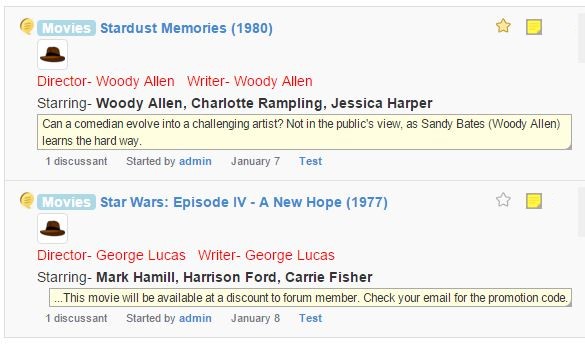 Movies Stardust Memories (1980)
Director- Woody Allen Writer- Woody Allen
Starring- Woody Allen, Charlotte Rampling, Jessica Harper
Can a comedian evolve into a challenging artist? Not in the public's view, as Sandy Bates (Woody Allen)
learns the hard way.
1 discussant Started by admin January 7 Test
Movies Star Wars: Episode IV - A New Hope (1977)
Director- George Lucas Writer- George Lucas
Starring- Mark Hamill, Harrison Ford, Carrie Fisher
...This movie will be available at a discount to forum member. Check your email for the promotion code.
1 discussant Started by admin January 8 Test